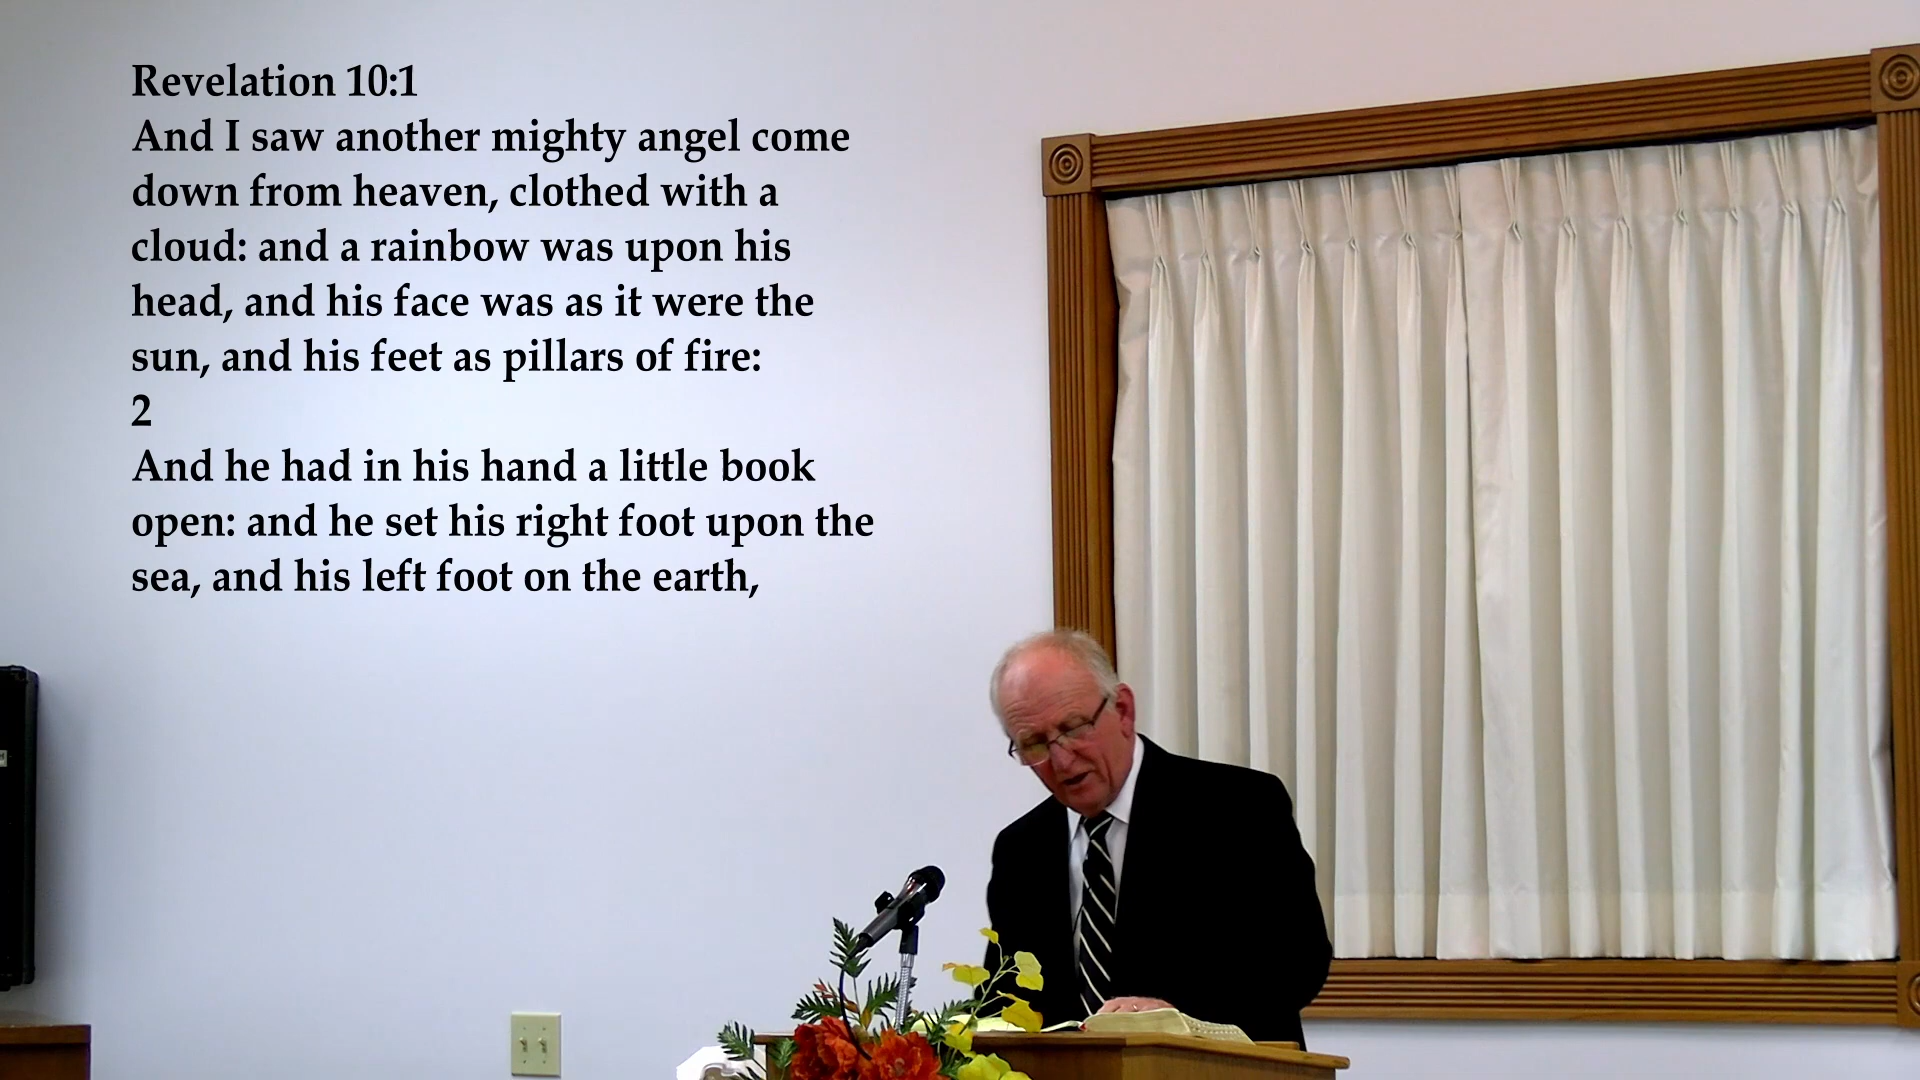 Revelation 10:1
And I saw another mighty angel come
down from heaven, clothed with a
cloud: and a rainbow was upon his
head, and his face was as it were the
sun, and his feet as pillars of fire:
2
And he had in his hand a little book
open: and he set his right foot upon the
sea, and his left foot on the earth,